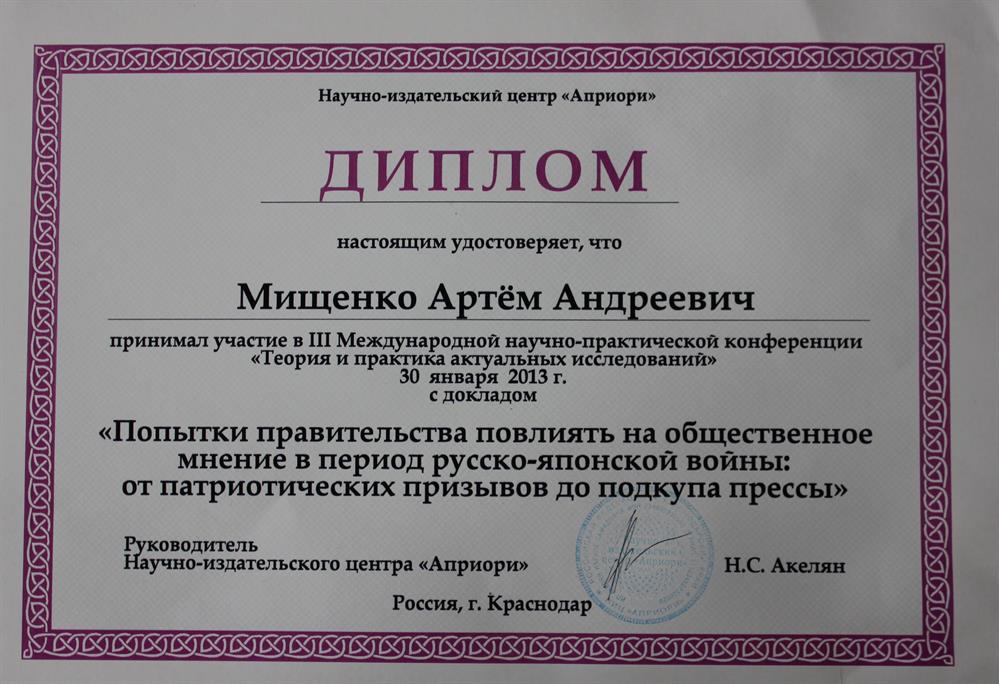 Научно-издательский центр «Априори»
ДИПЛОМ
настоящим удостоверяет, что
Мищенко Артём Андреевич
принимал участие в III Международной научно-практической конференции
«Теория и практика актуальных исследований»
30 января 2013 г.
с докладом
«Попытки правительства повлиять на общественное
мнение в период русско-японской войны:
от патриотических призывов до подкупа прессы»
Руководитель
Научно-издательского центра «Априори»
Н.С. Акелян
Россия, г. Краснодар